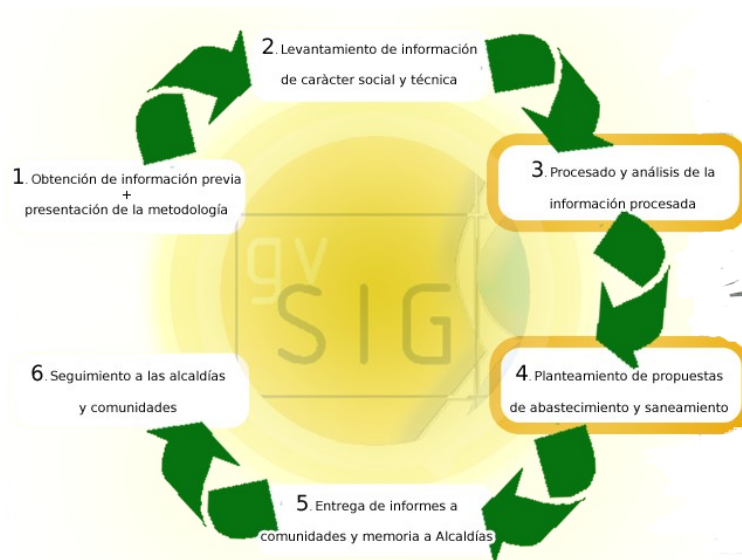 1. Obtención de información previa
+
presentación de la metodología
2. Levantamiento de información
de caràcter social y técnica
3. Procesado y análisis de la
información procesada
4. Planteamiento de propuestas
de abastecimiento y saneamiento
5. Entrega de informes a
comunidades y memoria a Alcaldías
6. Seguimiento a las alcaldías
y comunidades
gv
SIG